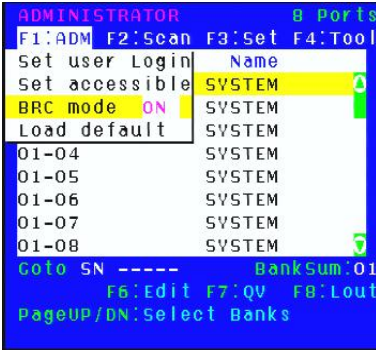 ADMINISTRATOR 8 Ports
F1:ADM F2:Scan F3:Set F4:Tool
Set user Login Name
Set accessible SYSTEM
BRC mode ON SYSTEM
Load default SYSTEM
01-04 SYSTEM
01-05 SYSTEM
01-06 SYSTEM
01-07 SYSTEM
01-08 SYSTEM
Goto SN ----- BankSum:01
F6:Edit F7:QV F8:Lout
PageUP/DN:Select Banks